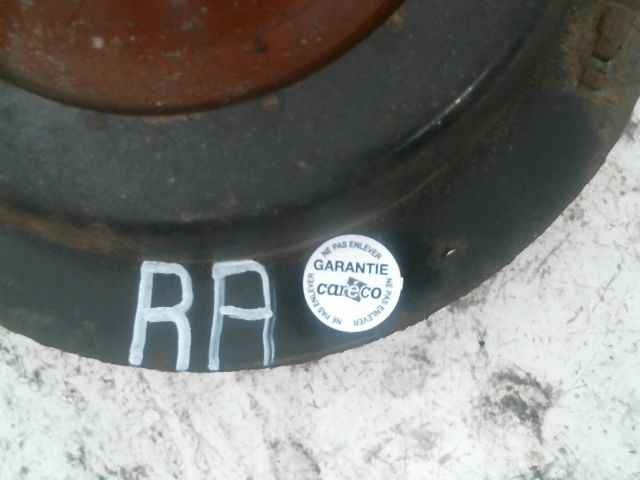 RA
NE PAS ENLEVER
GARANTIE
careco
NE PAS ENLEVER
NE PAS ENLEVER